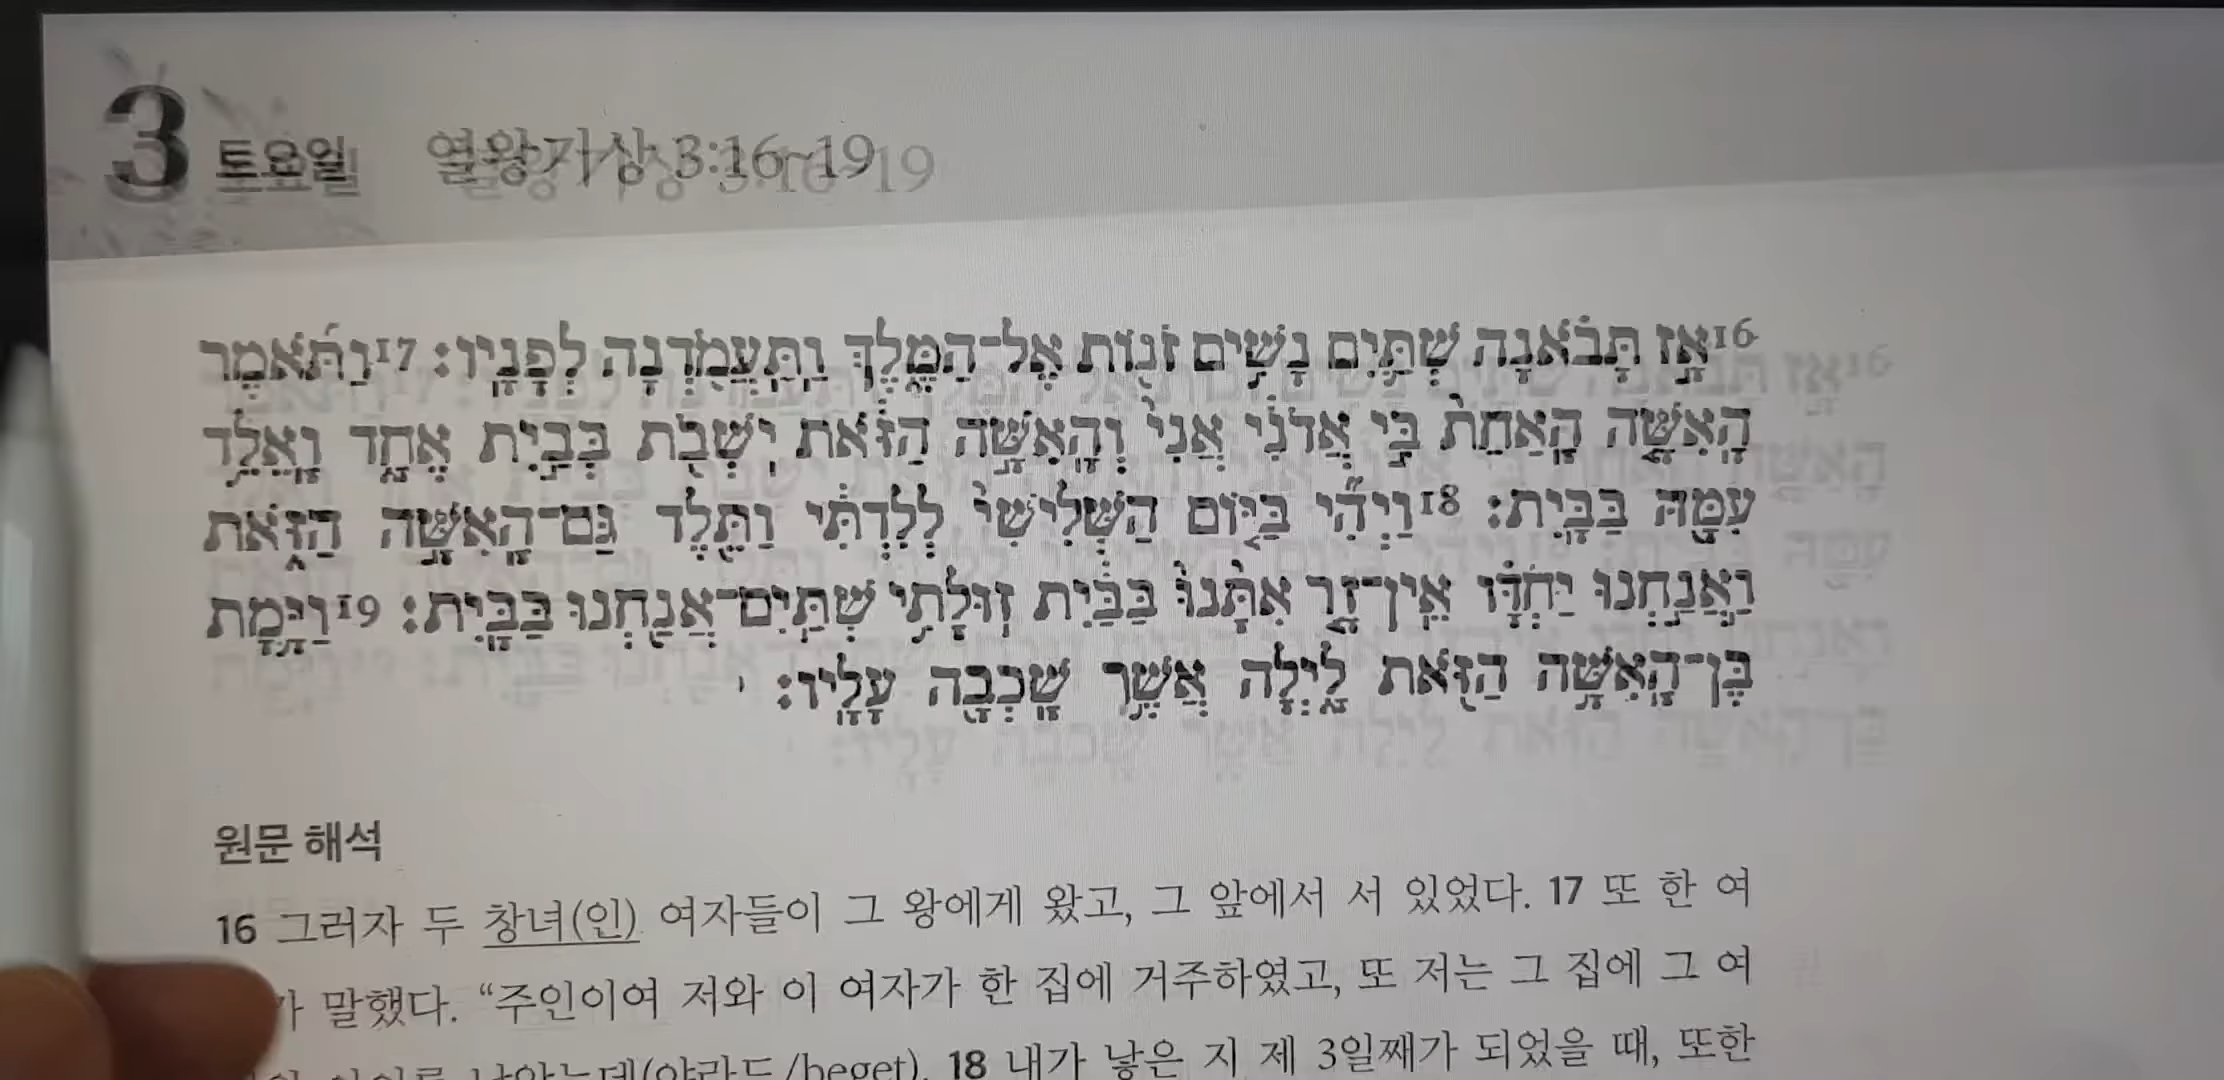 3 토요일 열왕기상 3:16~19
16אָ֣ז תָּבֹ֗אנָה שְׁתַּ֛יִם נָשִׁ֥ים זֹנ֖וֹת אֶל־הַמֶּ֑לֶךְ וַֽתַּעֲמֹ֖דְנָה לְפָנָֽיו׃ 17וַתֹּ֜אמֶר
הָאִשָּׁ֤ה הָֽאַחַת֙ בִּ֣י אֲדֹנִ֔י אֲנִי֙ וְהָאִשָּׁ֣ה הַזֹּ֔את יֹשְׁבֹ֖ת בְּבַ֣יִת אֶחָ֑ד וָאֵלֵ֥ד
עִמָּ֖הּ בַּבָּֽיִת׃ 18וַיְהִ֞י בַּיּ֤וֹם הַשְּׁלִישִׁי֙ לְלִדְתִּ֔י וַתֵּ֖לֶד גַּם־הָאִשָּׁ֣ה הַזֹּ֑את
וַאֲנַ֣חְנוּ יַחְדָּ֗ו אֵֽין־זָ֤ר אִתָּ֙נוּ֙ בַּבַּ֔יִת זוּלָתִ֥י שְׁתַּֽיִם־אֲנַ֖חְנוּ בַּבָּֽיִת׃ 19וַיָּ֛מָת
בֶּן־הָאִשָּׁ֥ה הַזֹּ֖את לָ֑יְלָה אֲשֶׁ֥ר שָׁכְבָ֖ה עָלָֽיו׃
원문 해석
16 그러자 두 창녀(인) 여자들이 그 왕에게 왔고, 그 앞에서 서 있었다. 17 또 한 여
가 말했다. “주인이여 저와 이 여자가 한 집에 거주하였고, 또 저는 그 집에 그 여
(야라드/beget). 18 내가 낳은 지 제 3일째가 되었을 때, 또한